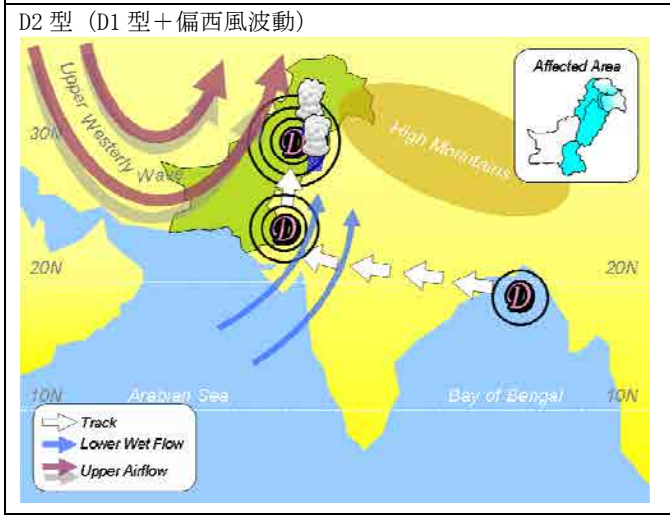 D2 型（D1 型＋偏西風波動）
Affected Area
Upper Westerly Wave
30N
High Mountains
D
D
20N
20N
D
10N
Arabian Sea
Bay of Bengal
10N
Track
Lower Wet Flow
Upper Airflow